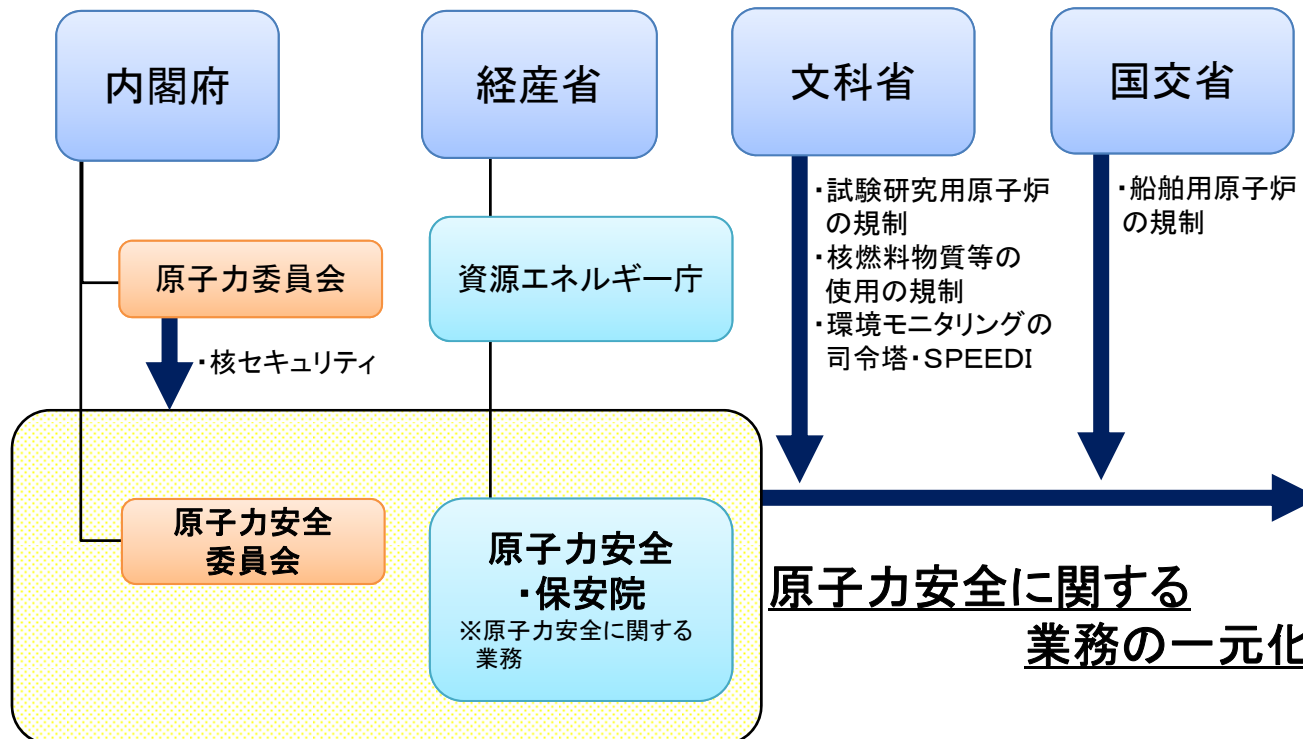 内閣府
経産省
文科省
国交省
・試験研究用原子炉
の規制
・核燃料物質等の
使用の規制
・環境モニタリングの
司令塔・SPEEDI
・船舶用原子炉
の規制
原子力委員会
資源エネルギー庁
・核セキュリティ
原子力安全
委員会
原子力安全
・保安院
※原子力安全に関する
業務
原子力安全に関する
業務の一元化